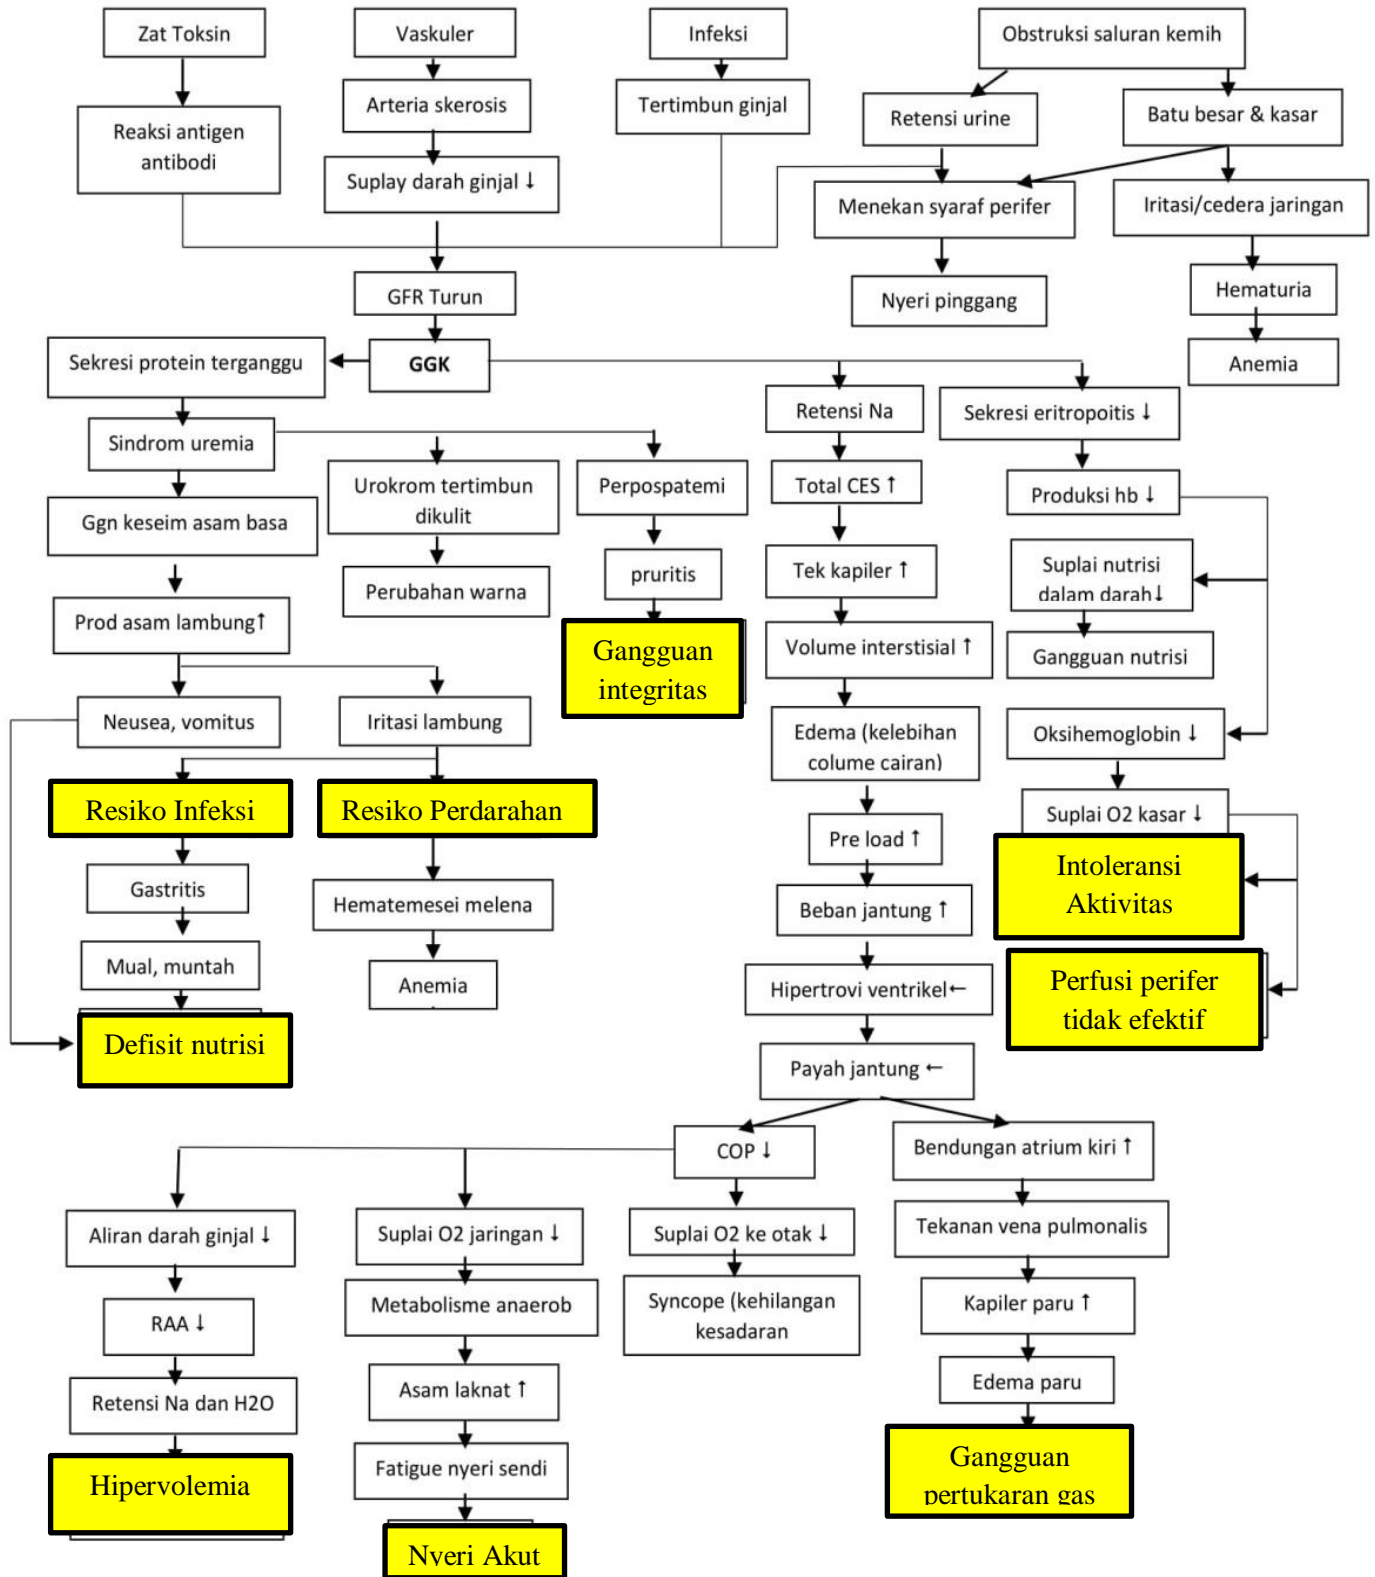 Zat Toksin
Vaskuler
Infeksi
Obstruksi saluran kemih
Reaksi antigen
antibodi
Arteria skerosis
Tertimbun ginjal
Retensi urine
Batu besar & kasar
Suplay darah ginjal ↓
Menekan syaraf perifer
Iritasi/cedera jaringan
GFR Turun
Nyeri pinggang
Hematuria
Sekresi protein terganggu
GGK
Anemia
Retensi Na
Sekresi eritropoitis ↓
Sindrom uremia
Urokrom tertimbun
dikulit
Perpospatemi
Total CES ↑
Produksi hb ↓
Ggn keseim asam basa
Perubahan warna
pruritis
Tek kapiler ↑
Suplai nutrisi
dalam darah↓
Prod asam lambung↑
Gangguan
integritas
Volume interstisial ↑
Gangguan nutrisi
Neusea, vomitus
Iritasi lambung
Edema (kelebihan
colume cairan)
Oksihemoglobin ↓
Resiko Infeksi
Resiko Perdarahan
Pre load ↑
Suplai O2 kasar ↓
Intoleransi
Aktivitas
Gastritis
Hematemesei melena
Beban jantung ↑
Mual, muntah
Anemia
Hipertrovi ventrikel←
Perfusi perifer
tidak efektif
Defisit nutrisi
Payah jantung ←
COP ↓
Bendungan atrium kiri ↑
Aliran darah ginjal ↓
Suplai O2 jaringan ↓
Suplai O2 ke otak ↓
Tekanan vena pulmonalis
RAA ↓
Metabolisme anaerob
Syncope (kehilangan
kesadaran
Kapiler paru ↑
Retensi Na dan H2O
Asam laknat ↑
Edema paru
Hipervolemia
Fatigue nyeri sendi
Gangguan
pertukaran gas
Nyeri Akut